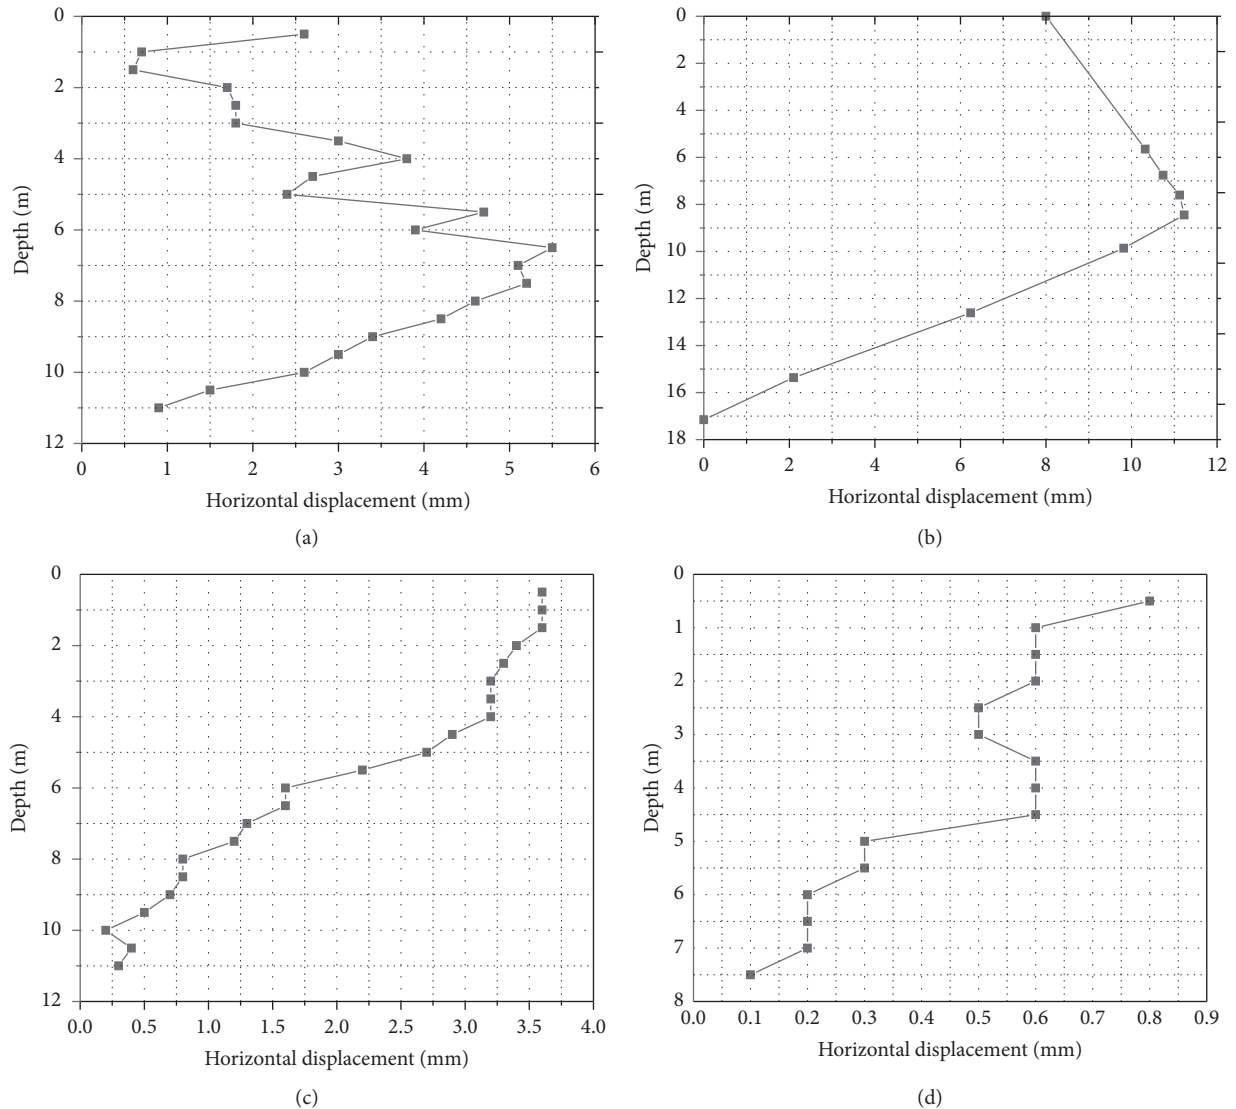 0
2
4
6
8
10
12
Depth (m)
0 1 2 3 4 5 6
Horizontal displacement (mm)
(a)
0
2
4
6
8
10
12
14
16
18
Depth (m)
0 2 4 6 8 10 12
Horizontal displacement (mm)
(b)
0
2
4
6
8
10
12
Depth (m)
0.0 0.5 1.0 1.5 2.0 2.5 3.0 3.5 4.0
Horizontal displacement (mm)
(c)
0
1
2
3
4
5
6
7
8
Depth (m)
0.0 0.1 0.2 0.3 0.4 0.5 0.6 0.7 0.8 0.9
Horizontal displacement (mm)
(d)